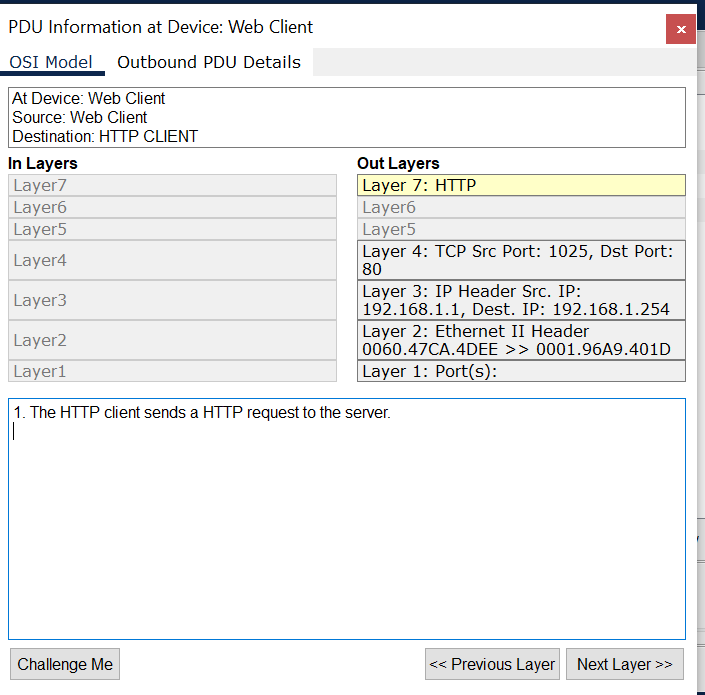 PDU Information at Device: Web Client
×
OSI Model
Outbound PDU Details
At Device: Web Client
Source: Web Client
Destination: HTTP CLIENT
In Layers
Out Layers
Layer7
Layer 7: HTTP
Layer6
Layer6
Layer5
Layer5
Layer4
Layer 4: TCP Src Port: 1025, Dst Port:
80
Layer3
Layer 3: IP Header Src. IP:
192.168.1.1, Dest. IP: 192.168.1.254
Layer2
Layer 2: Ethernet II Header
0060.47CA.4DEE >> 0001.96A9.401D
Layer1
Layer 1: Port(s):
1. The HTTP client sends a HTTP request to the server.
Challenge Me
<< Previous Layer
Next Layer >>